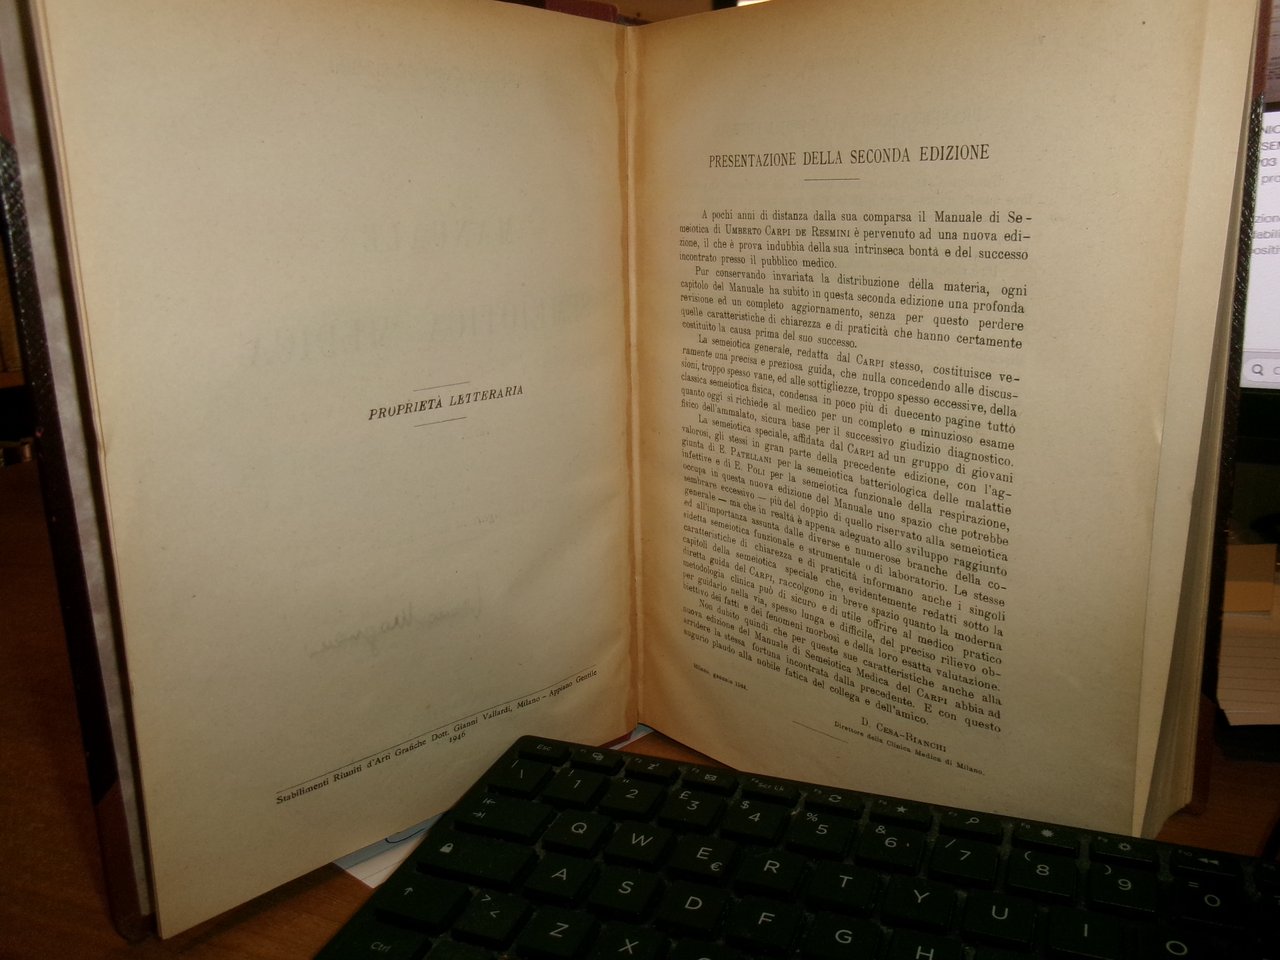 PROPRIETÀ LETTERARIA
Stabilimenti Riuniti d'Arti Grafiche Dott. Gianni Vallardi, Milano - Appiano Gentile
1946
PRESENTAZIONE DELLA SECONDA EDIZIONE
A pochi anni di distanza dalla sua comparsa il Manuale di Se-
meiotica di UMBERTO CARPI DE RESMINI è pervenuto ad una nuova edi-
zione, il che è prova indubbia della sua intrinseca bontà e del successo
incontrato presso il pubblico medico.
Pur conservando invariata la distribuzione della materia, ogni
capitolo del Manuale ha subito in questa seconda edizione una profonda
revisione ed un completo aggiornamento, senza per questo perdere
quelle caratteristiche di chiarezza e di praticità che hanno certamente
costituito la causa prima del suo successo.
La semeiotica generale, redatta dal CARPI stesso, costituisce ve-
ramente una precisa e preziosa guida, che nulla concedendo alle discus-
sioni, troppo spesso vane, ed alle sottigliezze, troppo spesso eccessive, della
classica semeiotica fisica, condensa in poco più di duecento pagine tutto
quanto oggi si richiede al medico per un completo e minuzioso esame
fisico dell'ammalato, sicura base per il successivo giudizio diagnostico.
La semeiotica speciale, affidata dal CARPI ad un gruppo di giovani
valorosi, gli stessi in gran parte della precedente edizione, con l'ag-
giunta di E. PATELLANI per la semeiotica batteriologica delle malattie
infettive e di E. POLI per la semeiotica funzionale della respirazione,
occupa in questa nuova edizione del Manuale uno spazio che potrebbe
sembrare eccessivo — più del doppio di quello riservato alla semeiotica
generale — ma che in realtà è appena adeguato allo sviluppo raggiunto
ed all'importanza assunta dalle diverse e numerose branche della co-
sidetta semeiotica funzionale e strumentale o di laboratorio. Le stesse
caratteristiche di chiarezza e di praticità informano anche i singoli
capitoli della semeiotica speciale che, evidentemente redatti sotto la
diretta guida del CARPI, raccolgono in breve spazio quanto la moderna
metodologia clinica può di sicuro e di utile offrire al medico pratico
per guidarlo nella via, spesso lunga e difficile, del preciso rilievo ob-
biettivo dei fatti e dei fenomeni morbosi e della loro esatta valutazione.
Non dubito quindi che per queste sue caratteristiche anche alla
nuova edizione del Manuale di Semeiotica Medica del CARPI abbia ad
arridere la stessa fortuna incontrata dalla precedente. E con questo
augurio plaudo alla nobile fatica del collega e dell'amico.
Milano, gennaio
D. CESA-BIANCHI
Direttore della Clinica Medica di Milano.
Esc
\ 1 2 3 4 5 6 7 8 9 0
Q W E R T Y U I O
A S D F G H
Z X
Ctrl